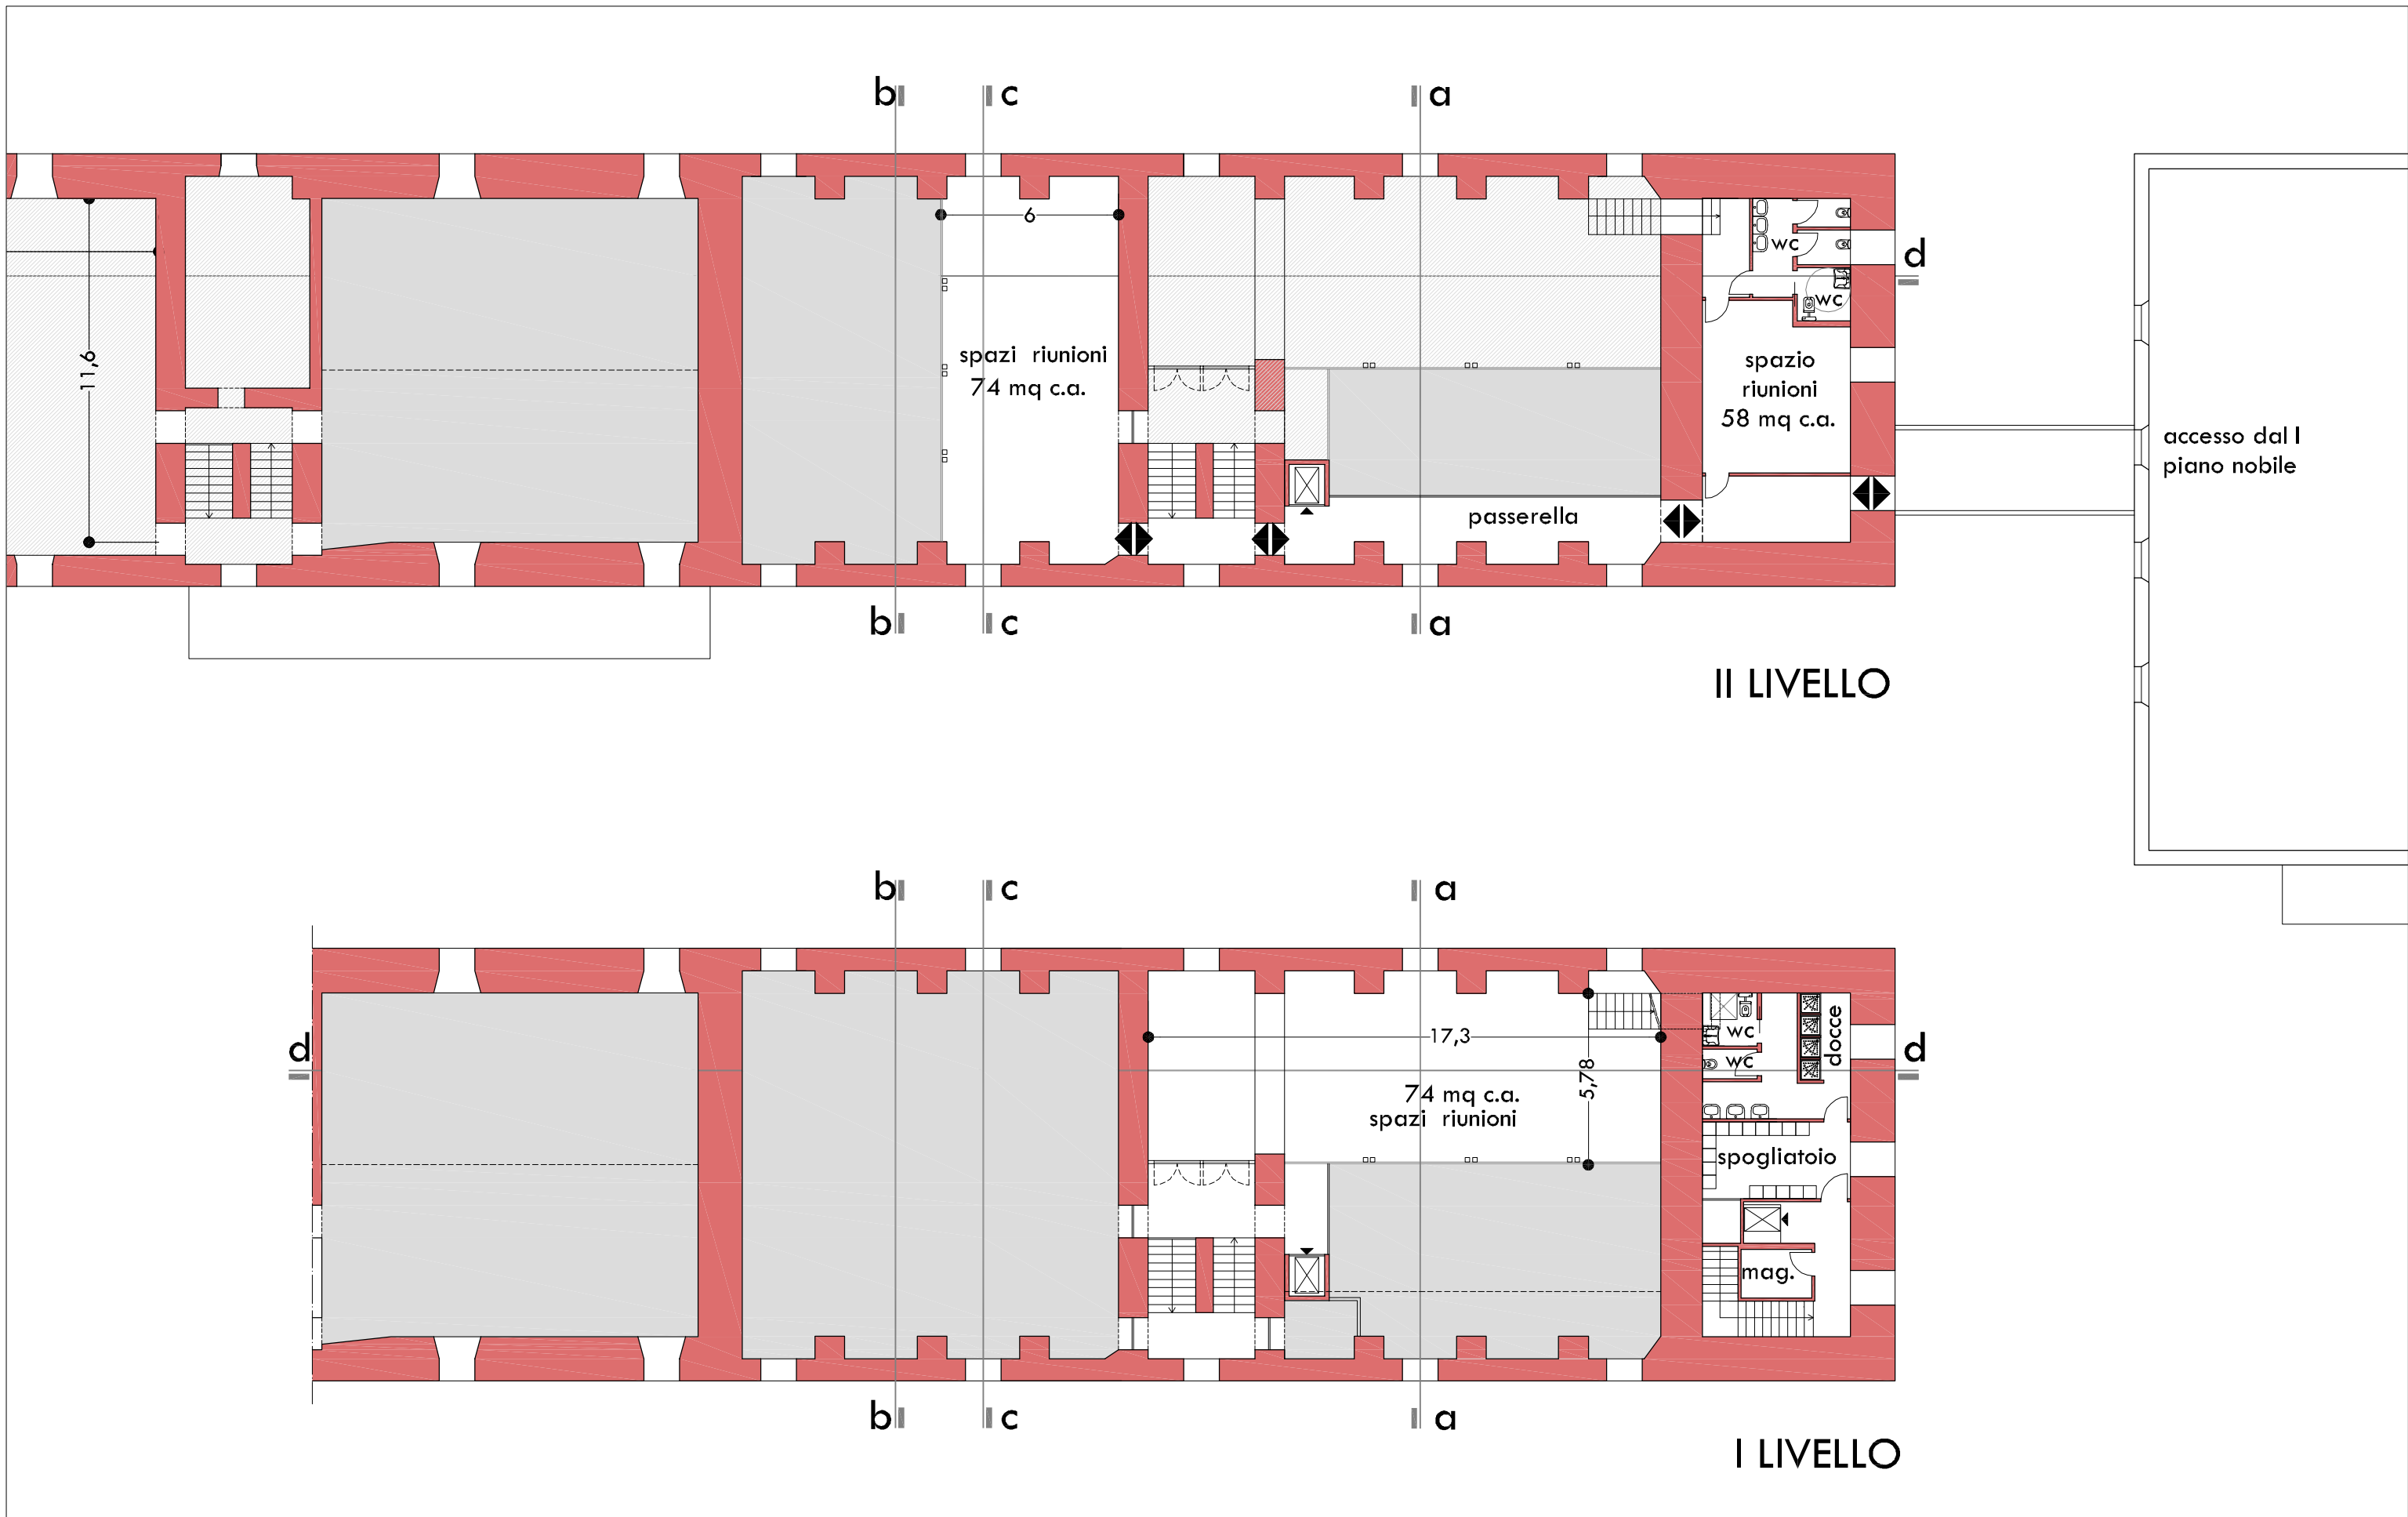 b c a
6
11,6
d
wc
wc
spazi riunioni
74 mq c.a.
spazio
riunioni
58 mq c.a.
accesso dal I
piano nobile
passerella
b c a
II LIVELLO
b c a
d
17,3
5,78
wc
wc
docce
d
74 mq c.a.
spazi riunioni
spogliatoio
mag.
b c a
I LIVELLO